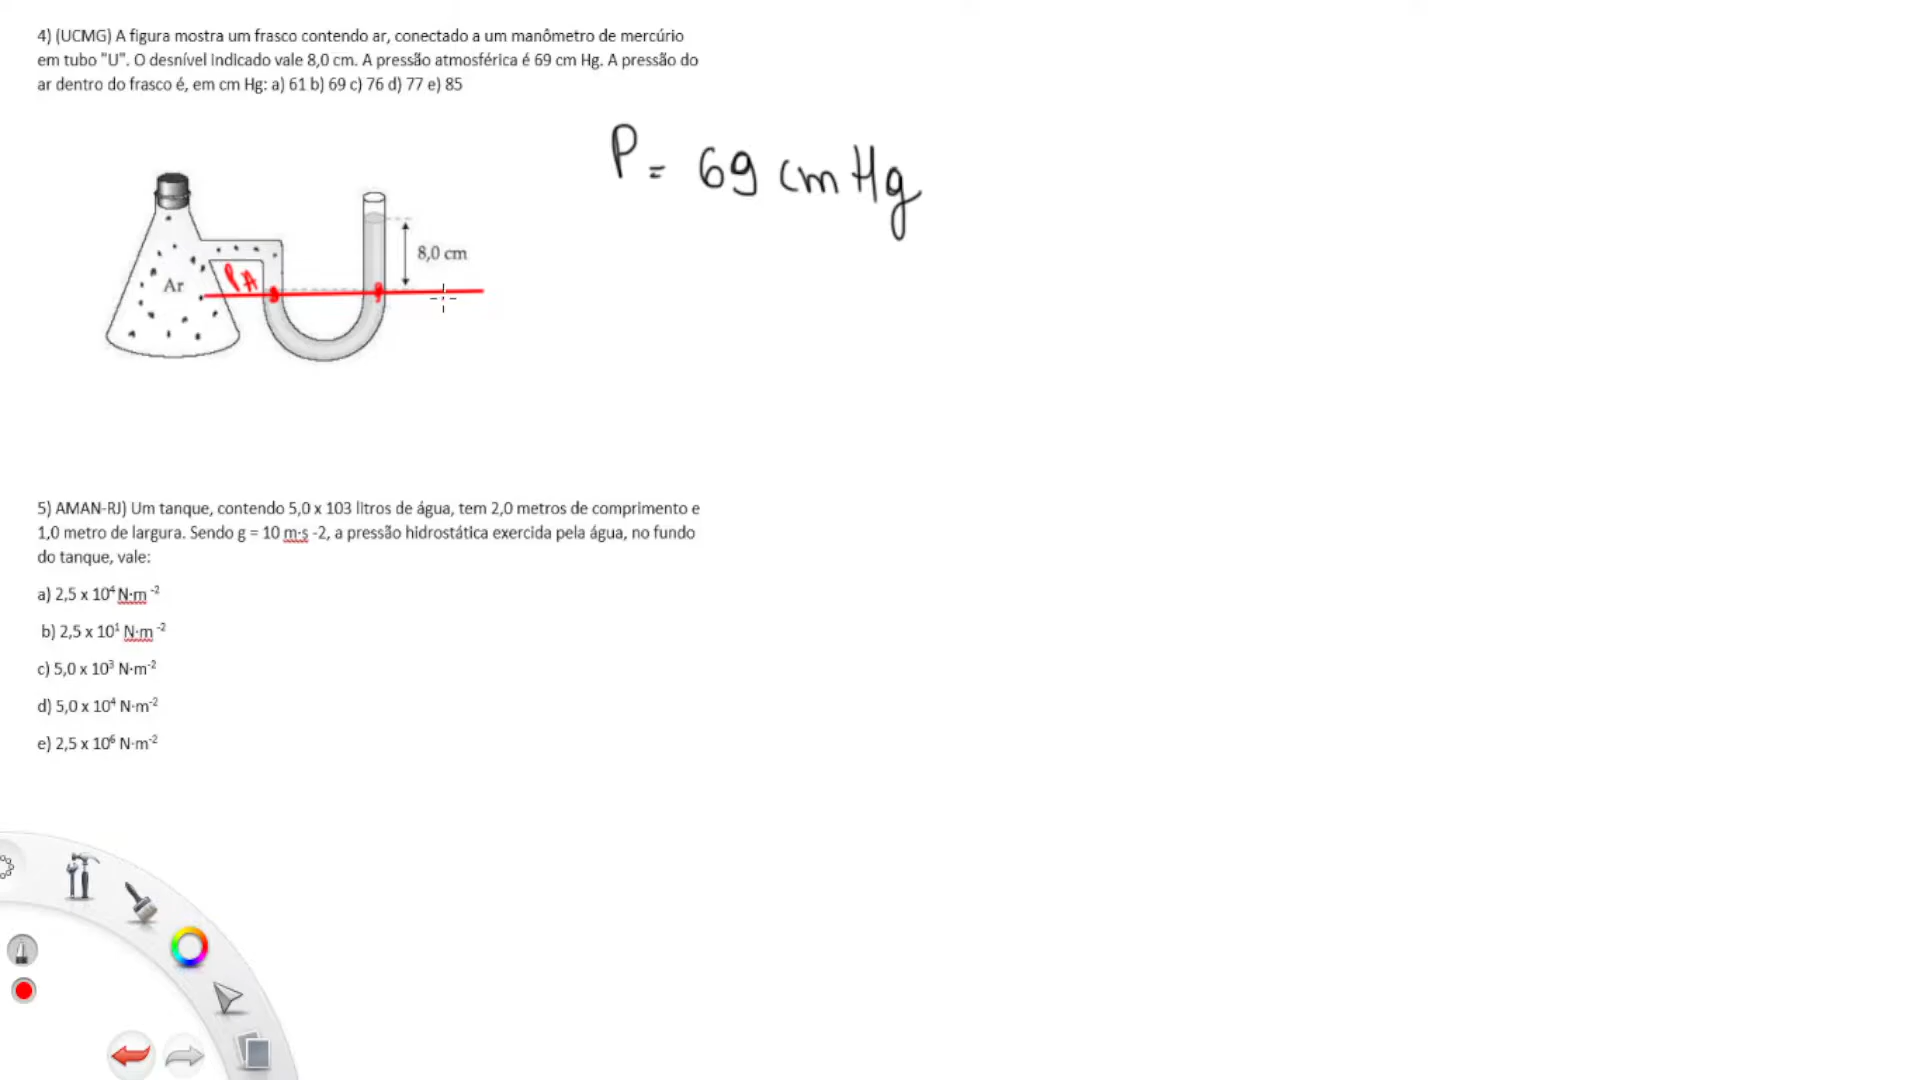 4) (UCMG) A figura mostra um frasco contendo ar, conectado a um manômetro de mercúrio
em tubo "U". O desnível indicado vale 8,0 cm. A pressão atmosférica é 69 cm Hg. A pressão do
ar dentro do frasco é, em cm Hg: a) 61 b) 69 c) 76 d) 77 e) 85
P = 69 cm Hg
8,0 cm
PA
Ar
5) AMAN-RJ) Um tanque, contendo 5,0 x 103 litros de água, tem 2,0 metros de comprimento e
1,0 metro de largura. Sendo g = 10 m·s -2, a pressão hidrostática exercida pela água, no fundo
do tanque, vale:
a) 2,5 x 10⁴ N·m ⁻²
b) 2,5 x 10¹ N·m ⁻²
c) 5,0 x 10³ N·m⁻²
d) 5,0 x 10⁴ N·m⁻²
e) 2,5 x 10⁶ N·m⁻²